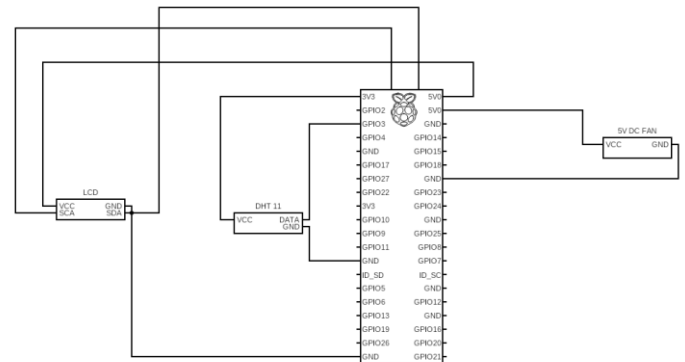 3V3 5V0
GPIO2 5V0
GPIO3 GND
GPIO4 GPIO14
GND GPIO15
GPIO17 GPIO18
GPIO27 GND
GPIO22 GPIO23
3V3 GPIO24
GPIO10 GND
GPIO9 GPIO25
GPIO11 GPIO8
GND GPIO7
ID_SD ID_SC
GPIO5 GND
GPIO6 GPIO12
GPIO13 GND
GPIO19 GPIO16
GPIO26 GPIO20
GND GPIO21
5V DC FAN
VCC GND
LCD
VCC GND
SCA SDA
DHT 11
VCC DATA
GND